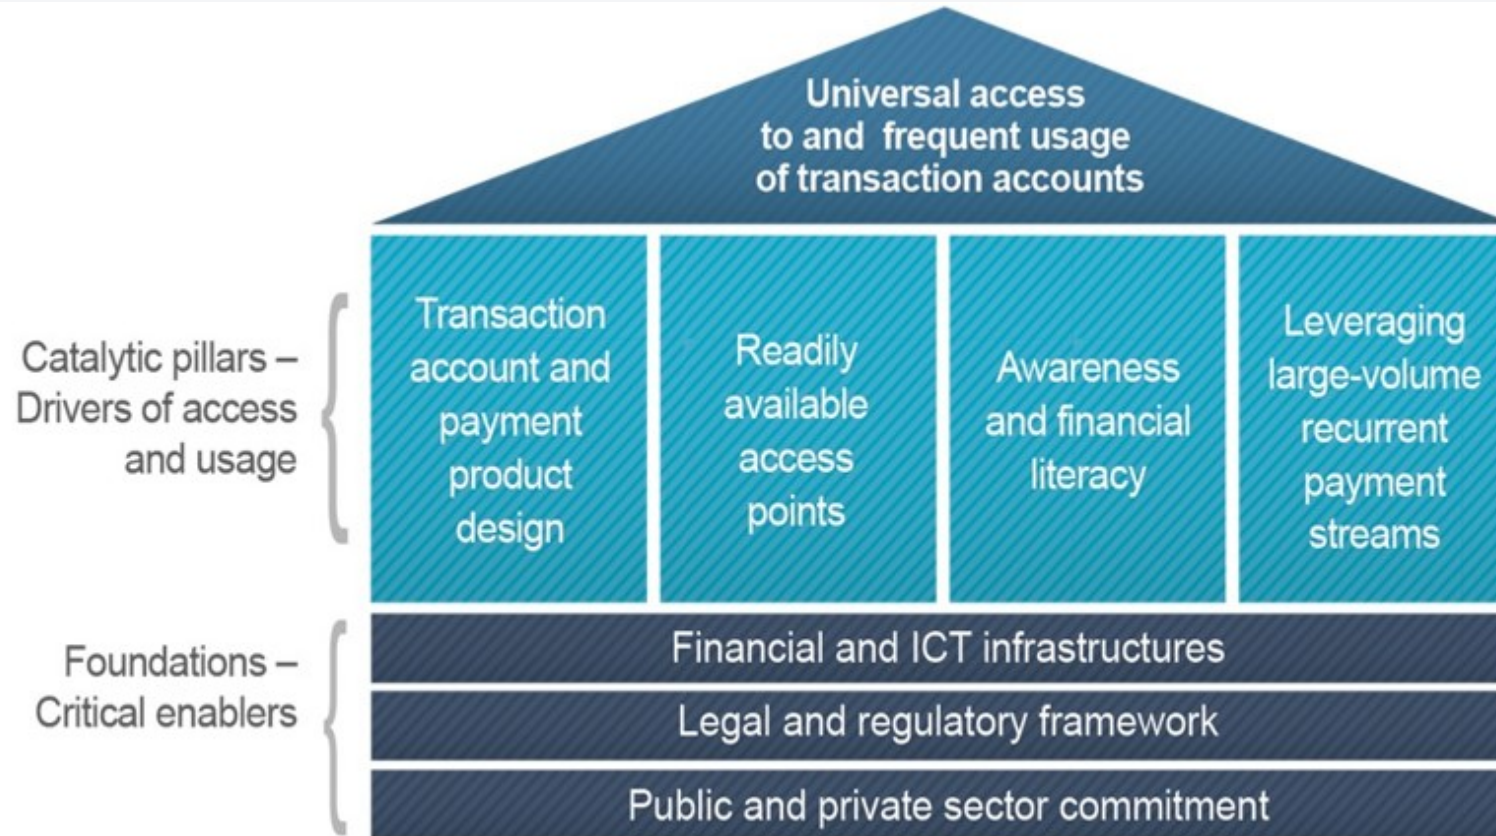 Universal access
to and frequent usage
of transaction accounts
Catalytic pillars –
Drivers of access
and usage
Transaction
account and
payment
product
design
Readily
available
access
points
Awareness
and financial
literacy
Leveraging
large-volume
recurrent
payment
streams
Foundations –
Critical enablers
Financial and ICT infrastructures
Legal and regulatory framework
Public and private sector commitment